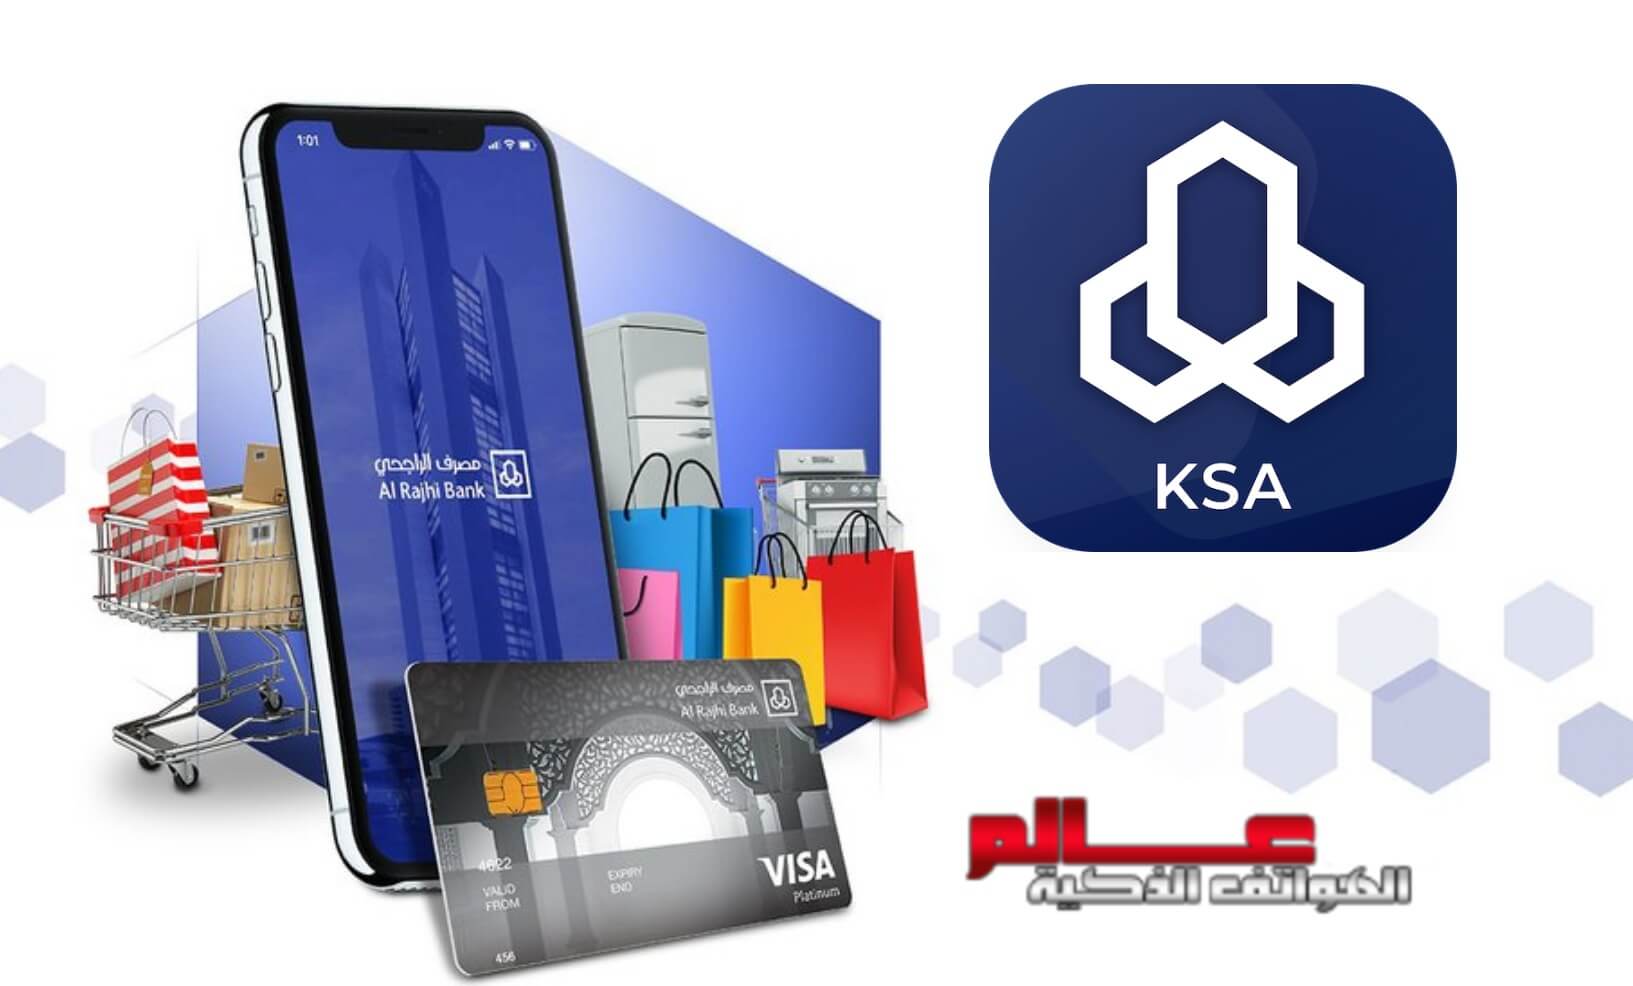 1:01
مصرف الراجحي
Al Rajhi Bank
KSA
مصرف الراجحي
Al Rajhi Bank
4622
VALID
FROM
EXPIRY
END
VISA
Platinum
456
عالم
الهواتف الذكية